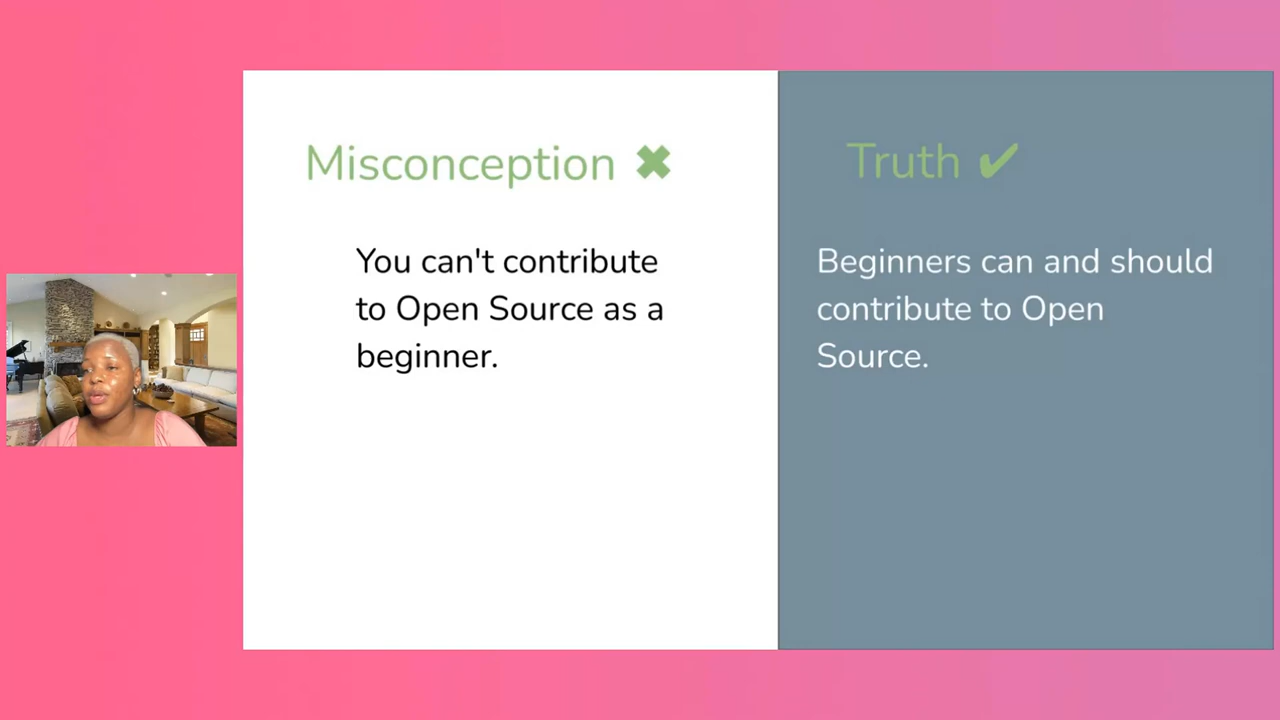 Misconception ✖
You can't contribute
to Open Source as a
beginner.
Truth ✔
Beginners can and should
contribute to Open
Source.